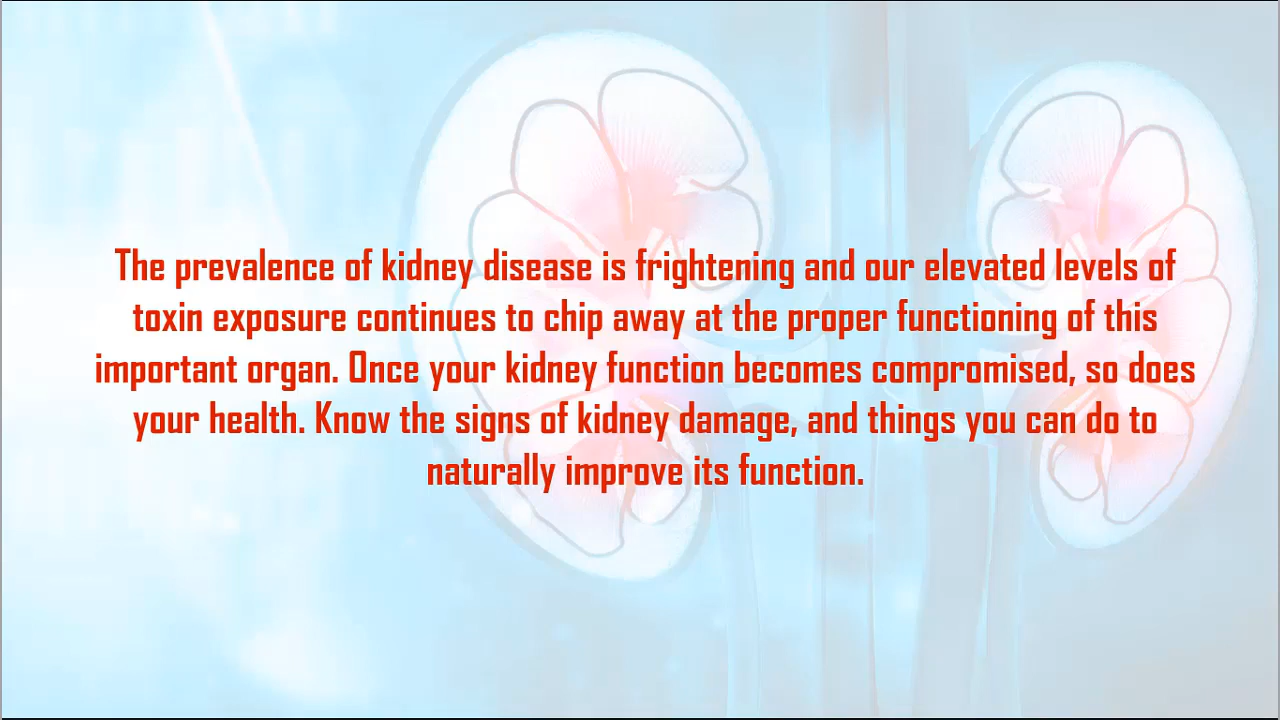 The prevalence of kidney disease is frightening and our elevated levels of
toxin exposure continues to chip away at the proper functioning of this
important organ. Once your kidney function becomes compromised, so does
your health. Know the signs of kidney damage, and things you can do to
naturally improve its function.